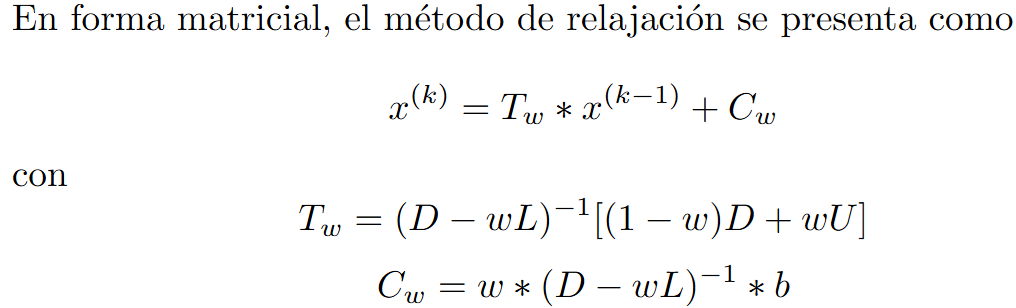 En forma matricial, el método de relajación se presenta como
x^{(k)} = T_w * x^{(k−1)} + C_w
con
T_w = (D − wL)^{−1}[(1 − w)D + wU]
C_w = w * (D − wL)^{−1} * b